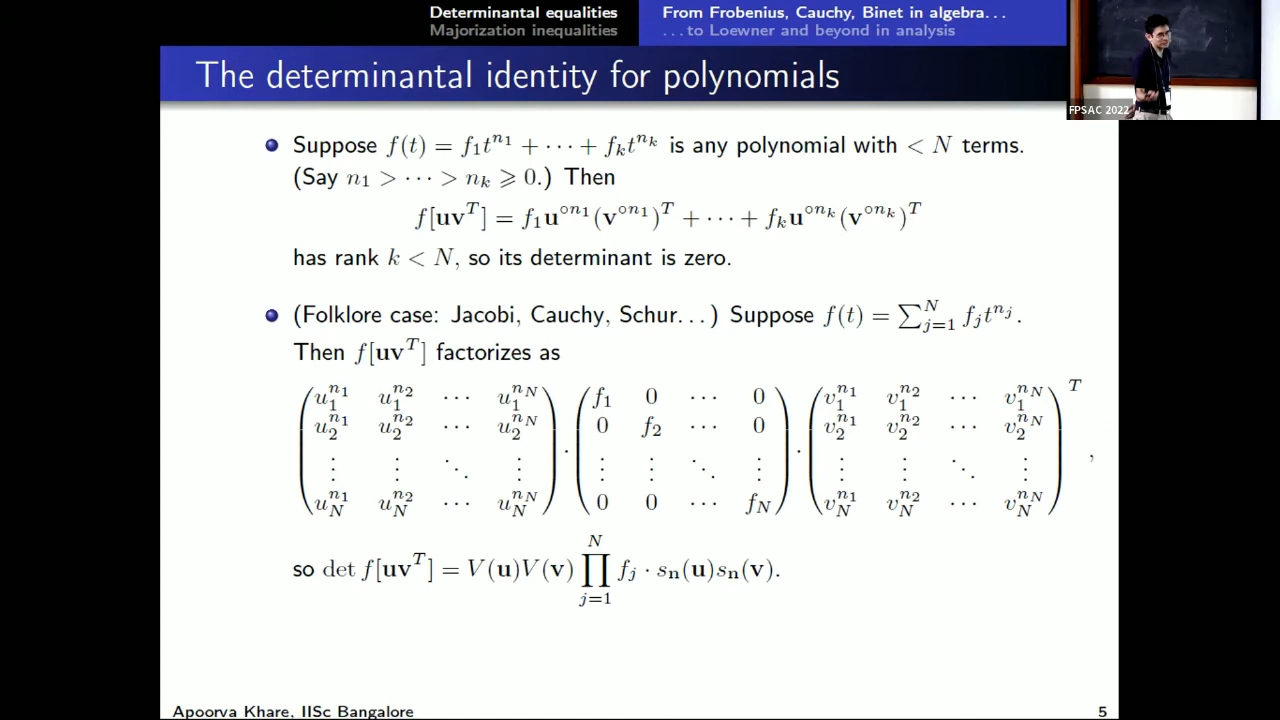 Determinantal equalities
Majorization inequalities
From Frobenius, Cauchy, Binet in algebra...
...to Loewner and beyond in analysis
FPSAC 2022
The determinantal identity for polynomials
Suppose f(t) = f₁t^{n₁} + ··· + f_k t^{n_k} is any polynomial with < N terms.
(Say n₁ > ··· > n_k ⩾ 0.) Then
f[uv^T] = f₁u^{∘n₁}(v^{∘n₁})^T + ··· + f_k u^{∘n_k}(v^{∘n_k})^T
has rank k < N, so its determinant is zero.
(Folklore case: Jacobi, Cauchy, Schur...) Suppose f(t) = ∑_{j=1}^{N} f_j t^{n_j}.
Then f[uv^T] factorizes as
( u₁^{n₁} u₁^{n₂} ··· u₁^{n_N} ) ( f₁ 0 ··· 0 ) ( v₁^{n₁} v₁^{n₂} ··· v₁^{n_N} )^T
( u₂^{n₁} u₂^{n₂} ··· u₂^{n_N} ) ( 0 f₂ ··· 0 ) ( v₂^{n₁} v₂^{n₂} ··· v₂^{n_N} )
( ⋮ ⋮ ⋱ ⋮ ) · ( ⋮ ⋮ ⋱ ⋮ ) · ( ⋮ ⋮ ⋱ ⋮ ) ,
( u_N^{n₁} u_N^{n₂} ··· u_N^{n_N} ) ( 0 0 ··· f_N ) ( v_N^{n₁} v_N^{n₂} ··· v_N^{n_N} )
so det f[uv^T] = V(u)V(v) ∏_{j=1}^{N} f_j · s_n(u)s_n(v).
Apoorva Khare, IISc Bangalore
5